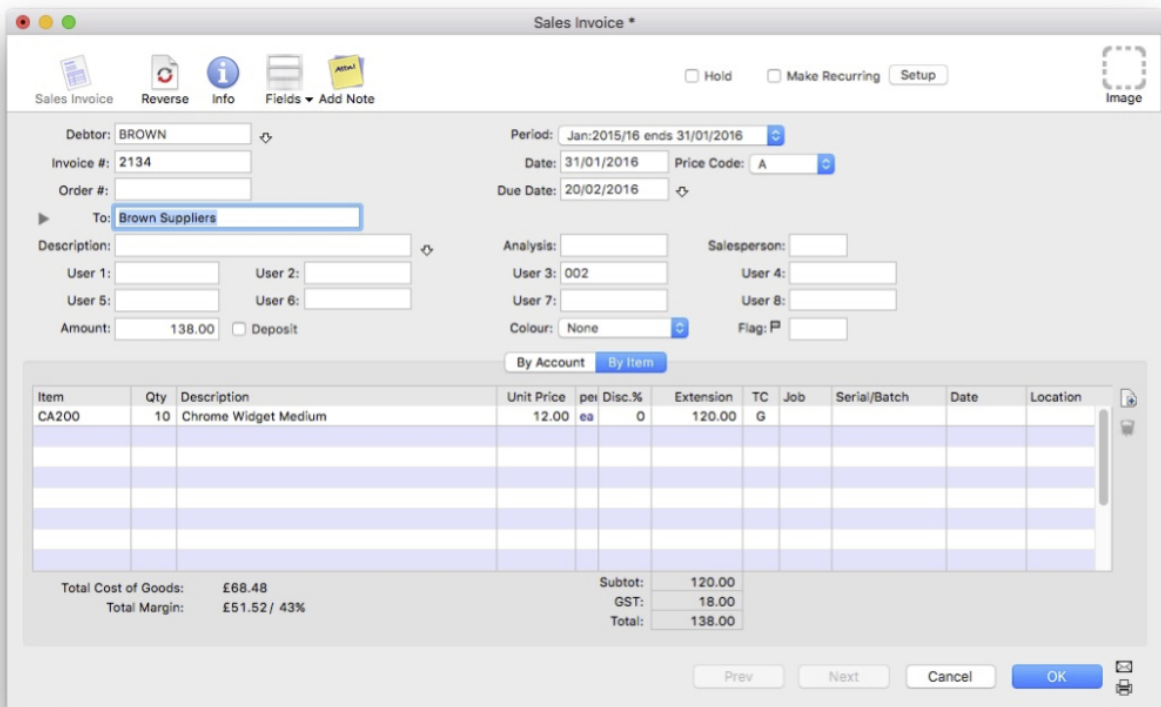 Sales Invoice *
Hold Make Recurring Setup
Sales Invoice Reverse Info Fields Add Note Image
Debtor: BROWN Period: Jan:2015/16 ends 31/01/2016
Invoice #: 2134 Date: 31/01/2016 Price Code: A
Order #: Due Date: 20/02/2016
To: Brown Suppliers
Description: Analysis: Salesperson:
User 1: User 2: User 3: 002 User 4:
User 5: User 6: User 7: User 8:
Amount: 138.00 Deposit Colour: None Flag:
By Account By Item
Item Qty Description Unit Price per Disc.% Extension TC Job Serial/Batch Date Location
CA200 10 Chrome Widget Medium 12.00 ea 0 120.00 G
Total Cost of Goods: £68.48 Subtot: 120.00
Total Margin: £51.52/ 43% GST: 18.00
Total: 138.00
Prev Next Cancel OK